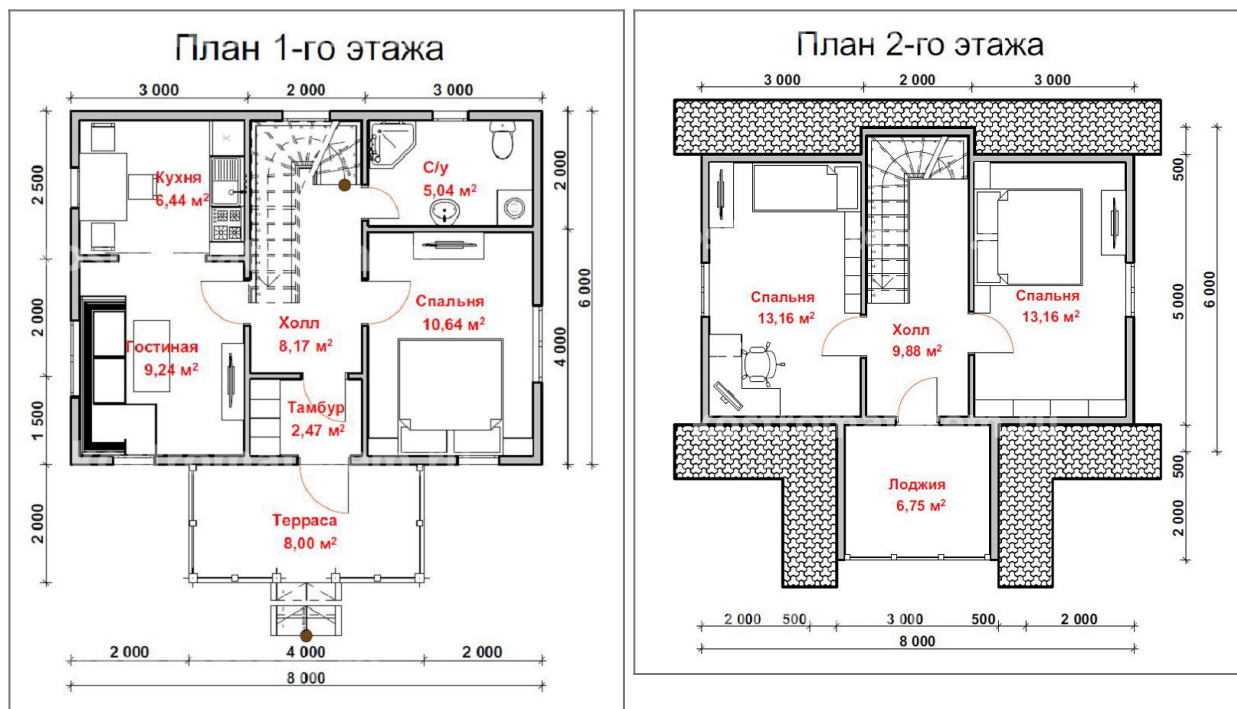 План 1-го этажа
3 000
2 000
3 000
2 500
2 000
1 500
2 000
Кухня
6,44 м²
С/у
5,04 м²
Спальня
10,64 м²
Холл
8,17 м²
Гостиная
9,24 м²
Тамбур
2,47 м²
Терраса
8,00 м²
2 000
4 000
6 000
2 000
4 000
2 000
8 000
План 2-го этажа
3 000
2 000
3 000
Спальня
13,16 м²
Спальня
13,16 м²
Холл
9,88 м²
Лоджия
6,75 м²
500
5 000
6 000
500
2 000
2 000
500
3 000
500
2 000
8 000